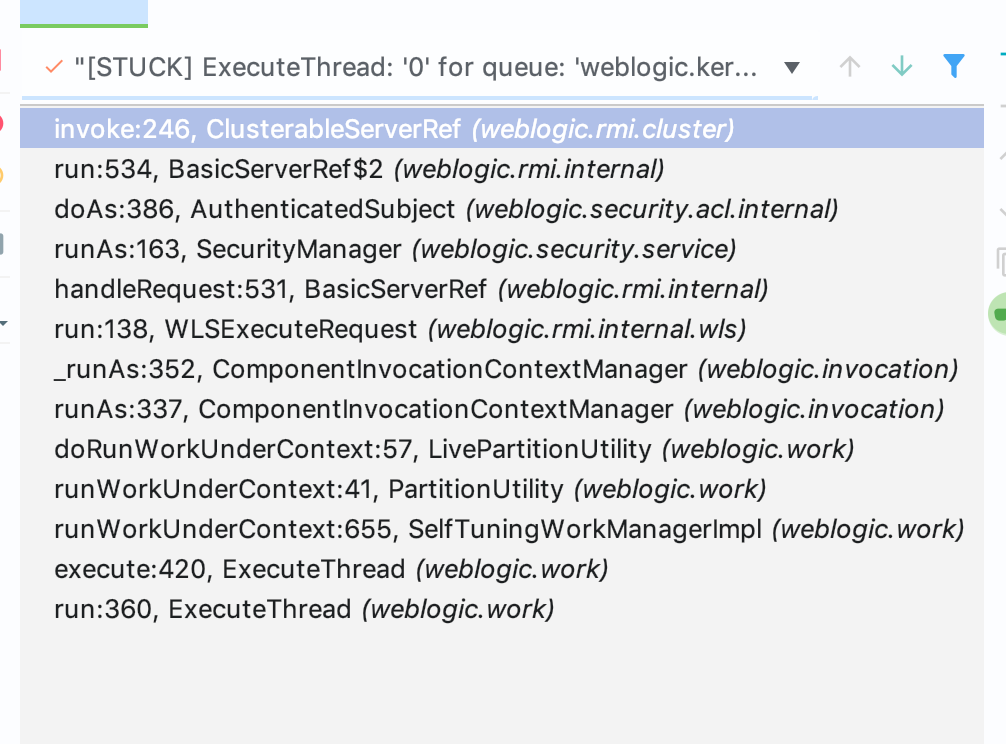 "[STUCK] ExecuteThread: '0' for queue: 'weblogic.ker...
invoke:246, ClusterableServerRef (weblogic.rmi.cluster)
run:534, BasicServerRef$2 (weblogic.rmi.internal)
doAs:386, AuthenticatedSubject (weblogic.security.acl.internal)
runAs:163, SecurityManager (weblogic.security.service)
handleRequest:531, BasicServerRef (weblogic.rmi.internal)
run:138, WLSExecuteRequest (weblogic.rmi.internal.wls)
_runAs:352, ComponentInvocationContextManager (weblogic.invocation)
runAs:337, ComponentInvocationContextManager (weblogic.invocation)
doRunWorkUnderContext:57, LivePartitionUtility (weblogic.work)
runWorkUnderContext:41, PartitionUtility (weblogic.work)
runWorkUnderContext:655, SelfTuningWorkManagerImpl (weblogic.work)
execute:420, ExecuteThread (weblogic.work)
run:360, ExecuteThread (weblogic.work)